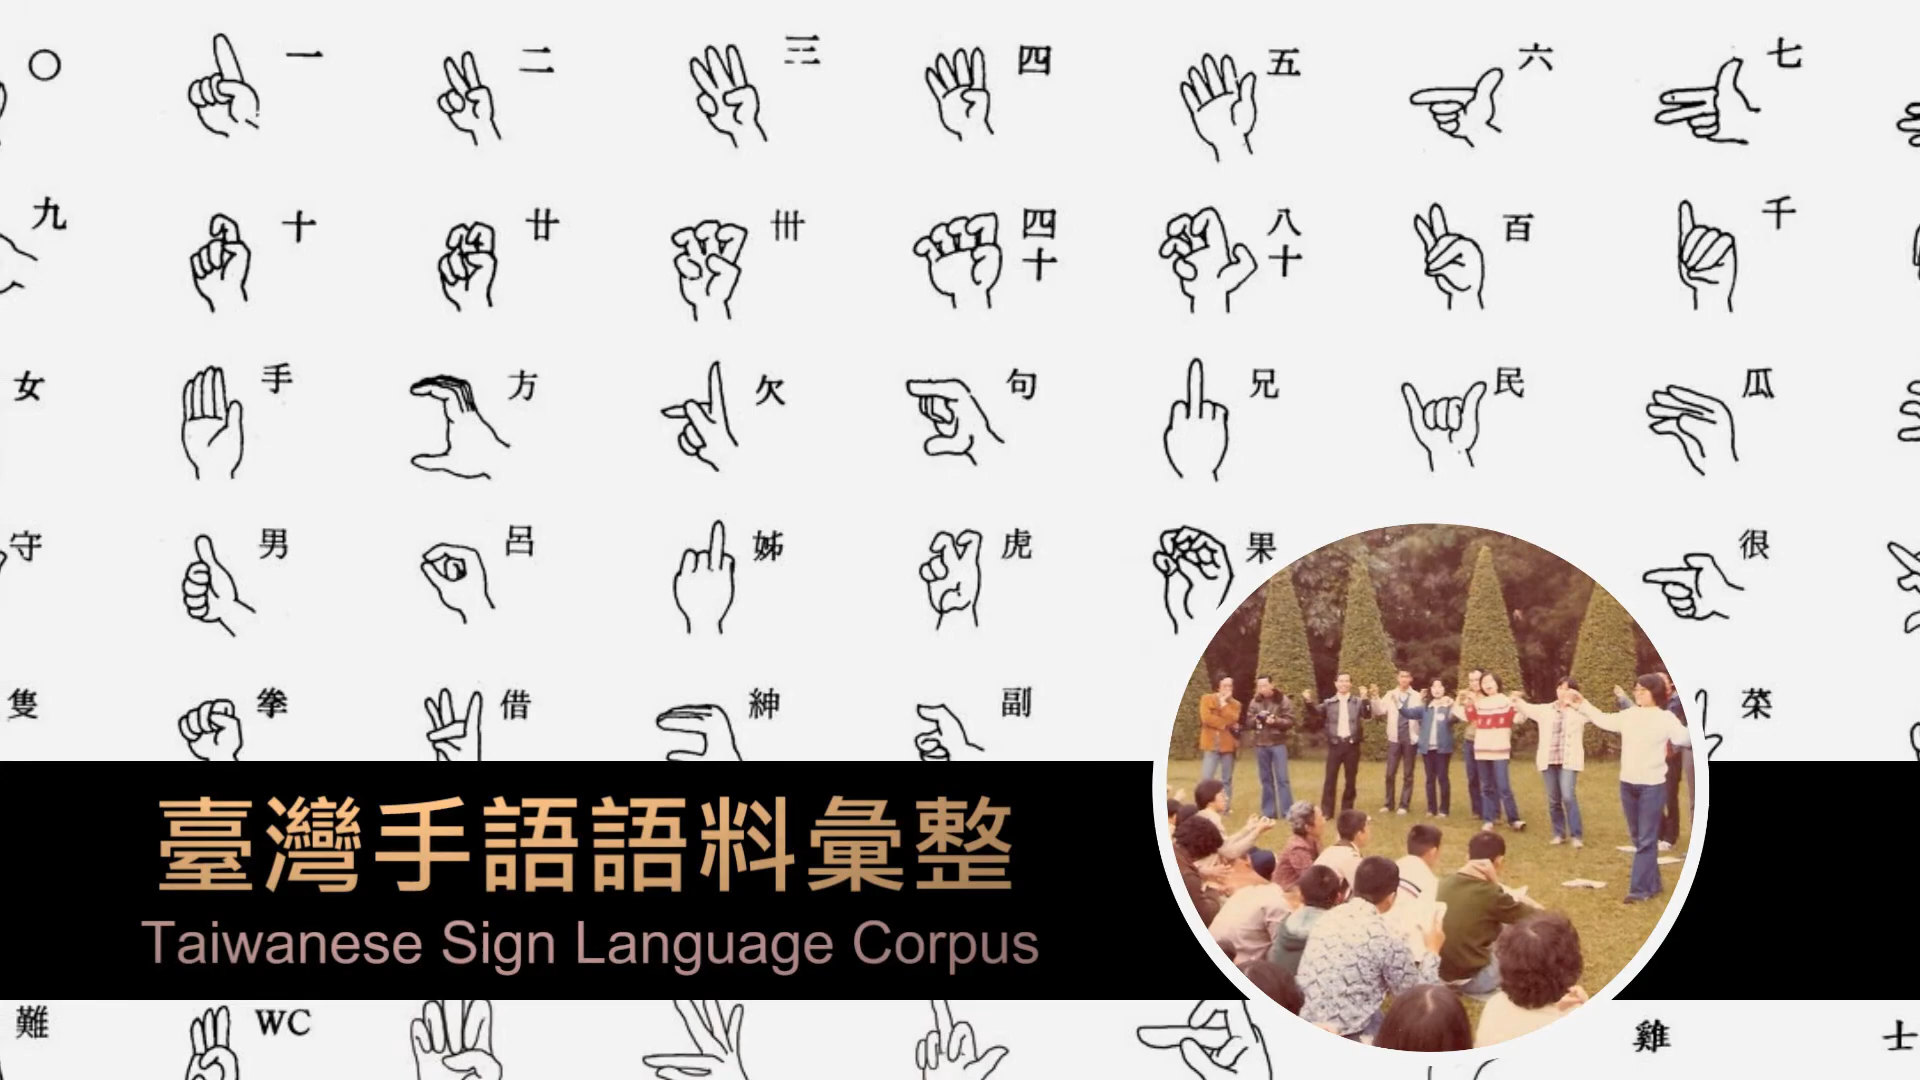 〇 一 二 三 四 五 六 七
九 十 廿 卅 四十 八十 百 千
女 手 方 欠 句 兄 民 瓜
守 男 呂 姊 虎 果 很
隻 拳 借 紳 副 菜
臺灣手語語料彙整
Taiwanese Sign Language Corpus
難 WC 雞 士